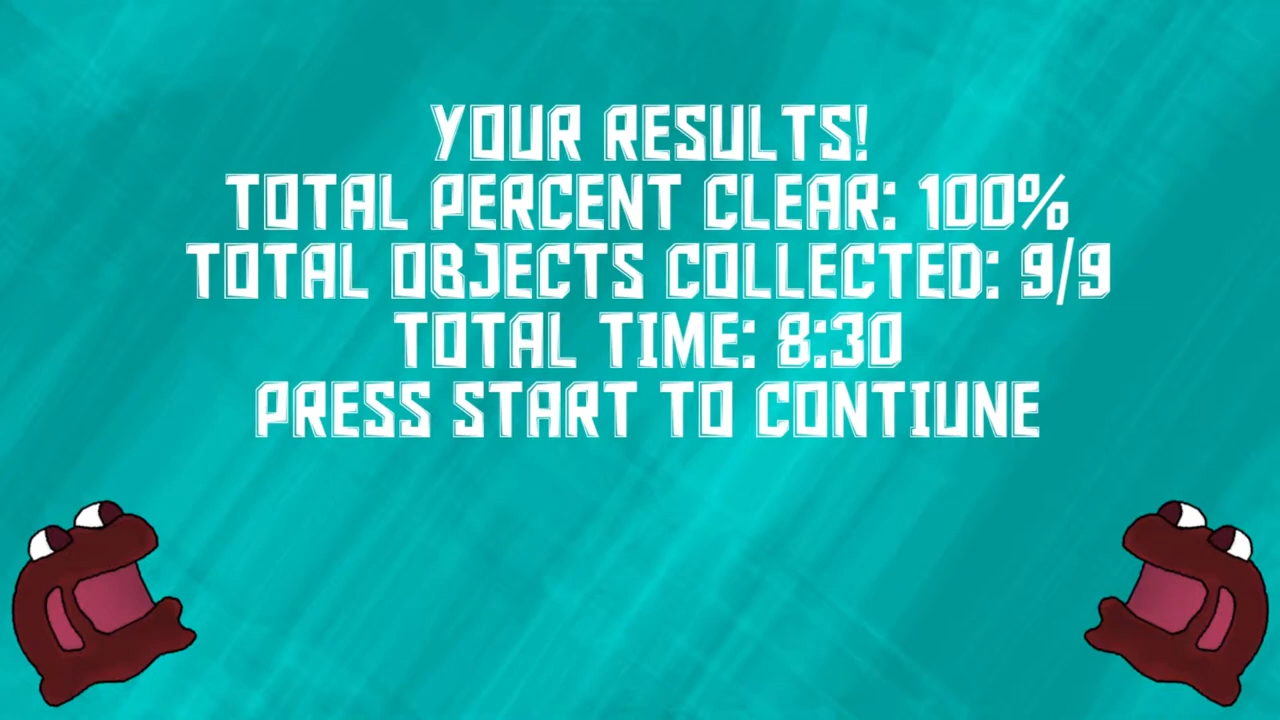 YOUR RESULTS!
TOTAL PERCENT CLEAR: 100%
TOTAL OBJECTS COLLECTED: 9/9
TOTAL TIME: 8:30
PRESS START TO CONTIUNE